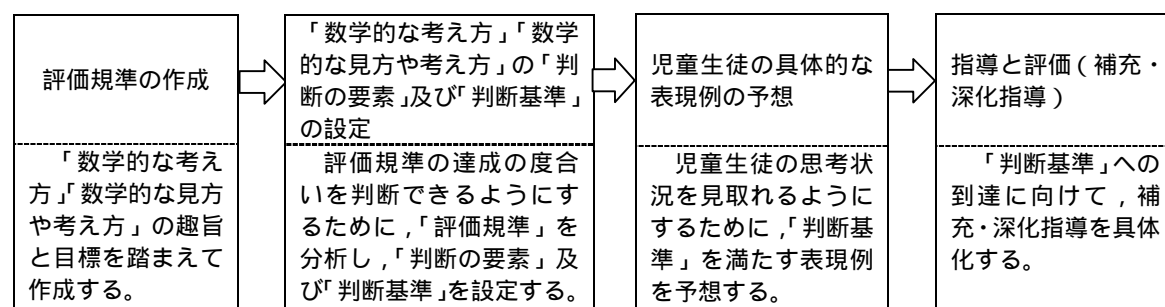 評価規準の作成
「数学的な考え方」「数学
的な見方や考え方」の「判
断の要素」及び「判断基準」
の設定
児童生徒の具体的な
表現例の予想
指導と評価(補充・
深化指導)
「数学的な考え
方」「数学的な見方
や考え方」の趣旨
と目標を踏まえて
作成する。
評価規準の達成の度合
いを判断できるようにす
るために,「評価規準」を
分析し,「判断の要素」及
び「判断基準」を設定する。
児童生徒の思考状
況を見取れるように
するために,「判断基
準」を満たす表現例
を予想する。
「判断基準」への
到達に向けて,補
充・深化指導を具体
化する。